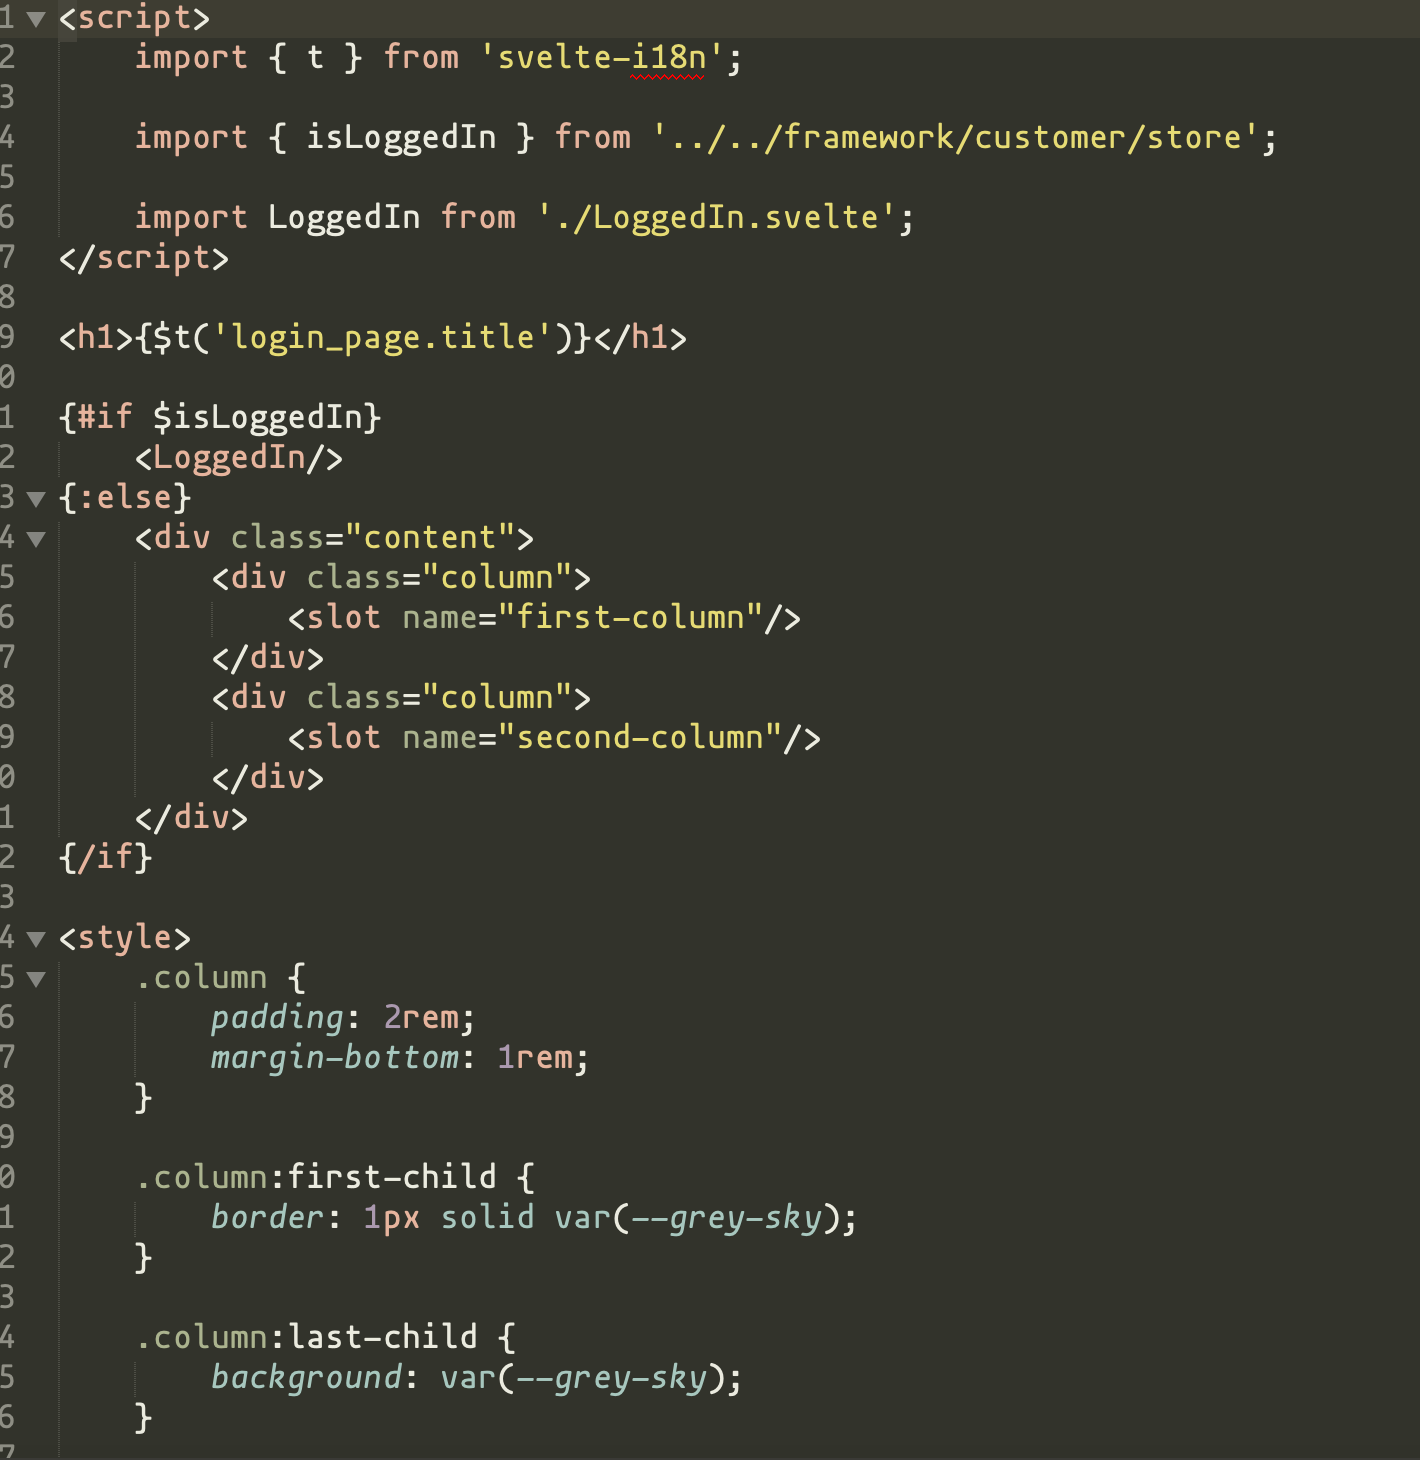 1 <script>
2 import { t } from 'svelte-i18n';
3
4 import { isLoggedIn } from '../../framework/customer/store';
5
6 import LoggedIn from './LoggedIn.svelte';
7 </script>
8
9 <h1>{$t('login_page.title')}</h1>
0
1 {#if $isLoggedIn}
2 <LoggedIn/>
3 {:else}
4 <div class="content">
5 <div class="column">
6 <slot name="first-column"/>
7 </div>
8 <div class="column">
9 <slot name="second-column"/>
0 </div>
1 </div>
2 {/if}
3
4 <style>
5 .column {
6 padding: 2rem;
7 margin-bottom: 1rem;
8 }
9
0 .column:first-child {
1 border: 1px solid var(--grey-sky);
2 }
3
4 .column:last-child {
5 background: var(--grey-sky);
6 }
7